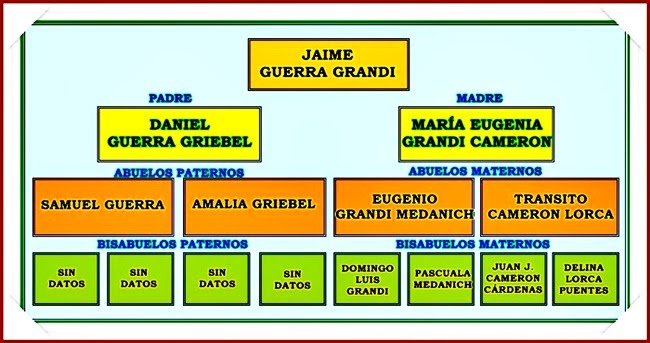 JAIME
GUERRA GRANDI
PADRE
MADRE
DANIEL
GUERRA GRIEBEL
MARÍA EUGENIA
GRANDI CAMERON
ABUELOS PATERNOS
ABUELOS MATERNOS
SAMUEL GUERRA
AMALIA GRIEBEL
EUGENIO
GRANDI MEDANICH
TRANSITO
CAMERON LORCA
BISABUELOS PATERNOS
BISABUELOS MATERNOS
SIN
DATOS
SIN
DATOS
SIN
DATOS
SIN
DATOS
DOMINGO
LUIS
GRANDI
PASCUALA
MEDANICH
JUAN J.
CAMERON
CÁRDENAS
DELINA
LORCA
PUENTES